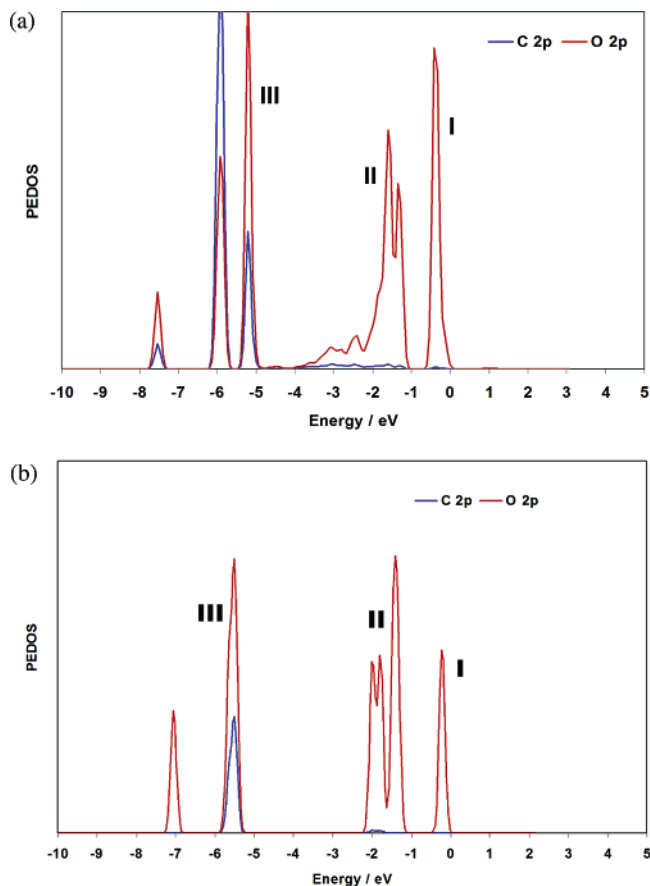 (a)
C 2p O 2p
III
I
II
PEDOS
-10 -9 -8 -7 -6 -5 -4 -3 -2 -1 0 1 2 3 4 5
Energy / eV
(b)
C 2p O 2p
III
II
I
PEDOS
-10 -9 -8 -7 -6 -5 -4 -3 -2 -1 0 1 2 3 4 5
Energy / eV